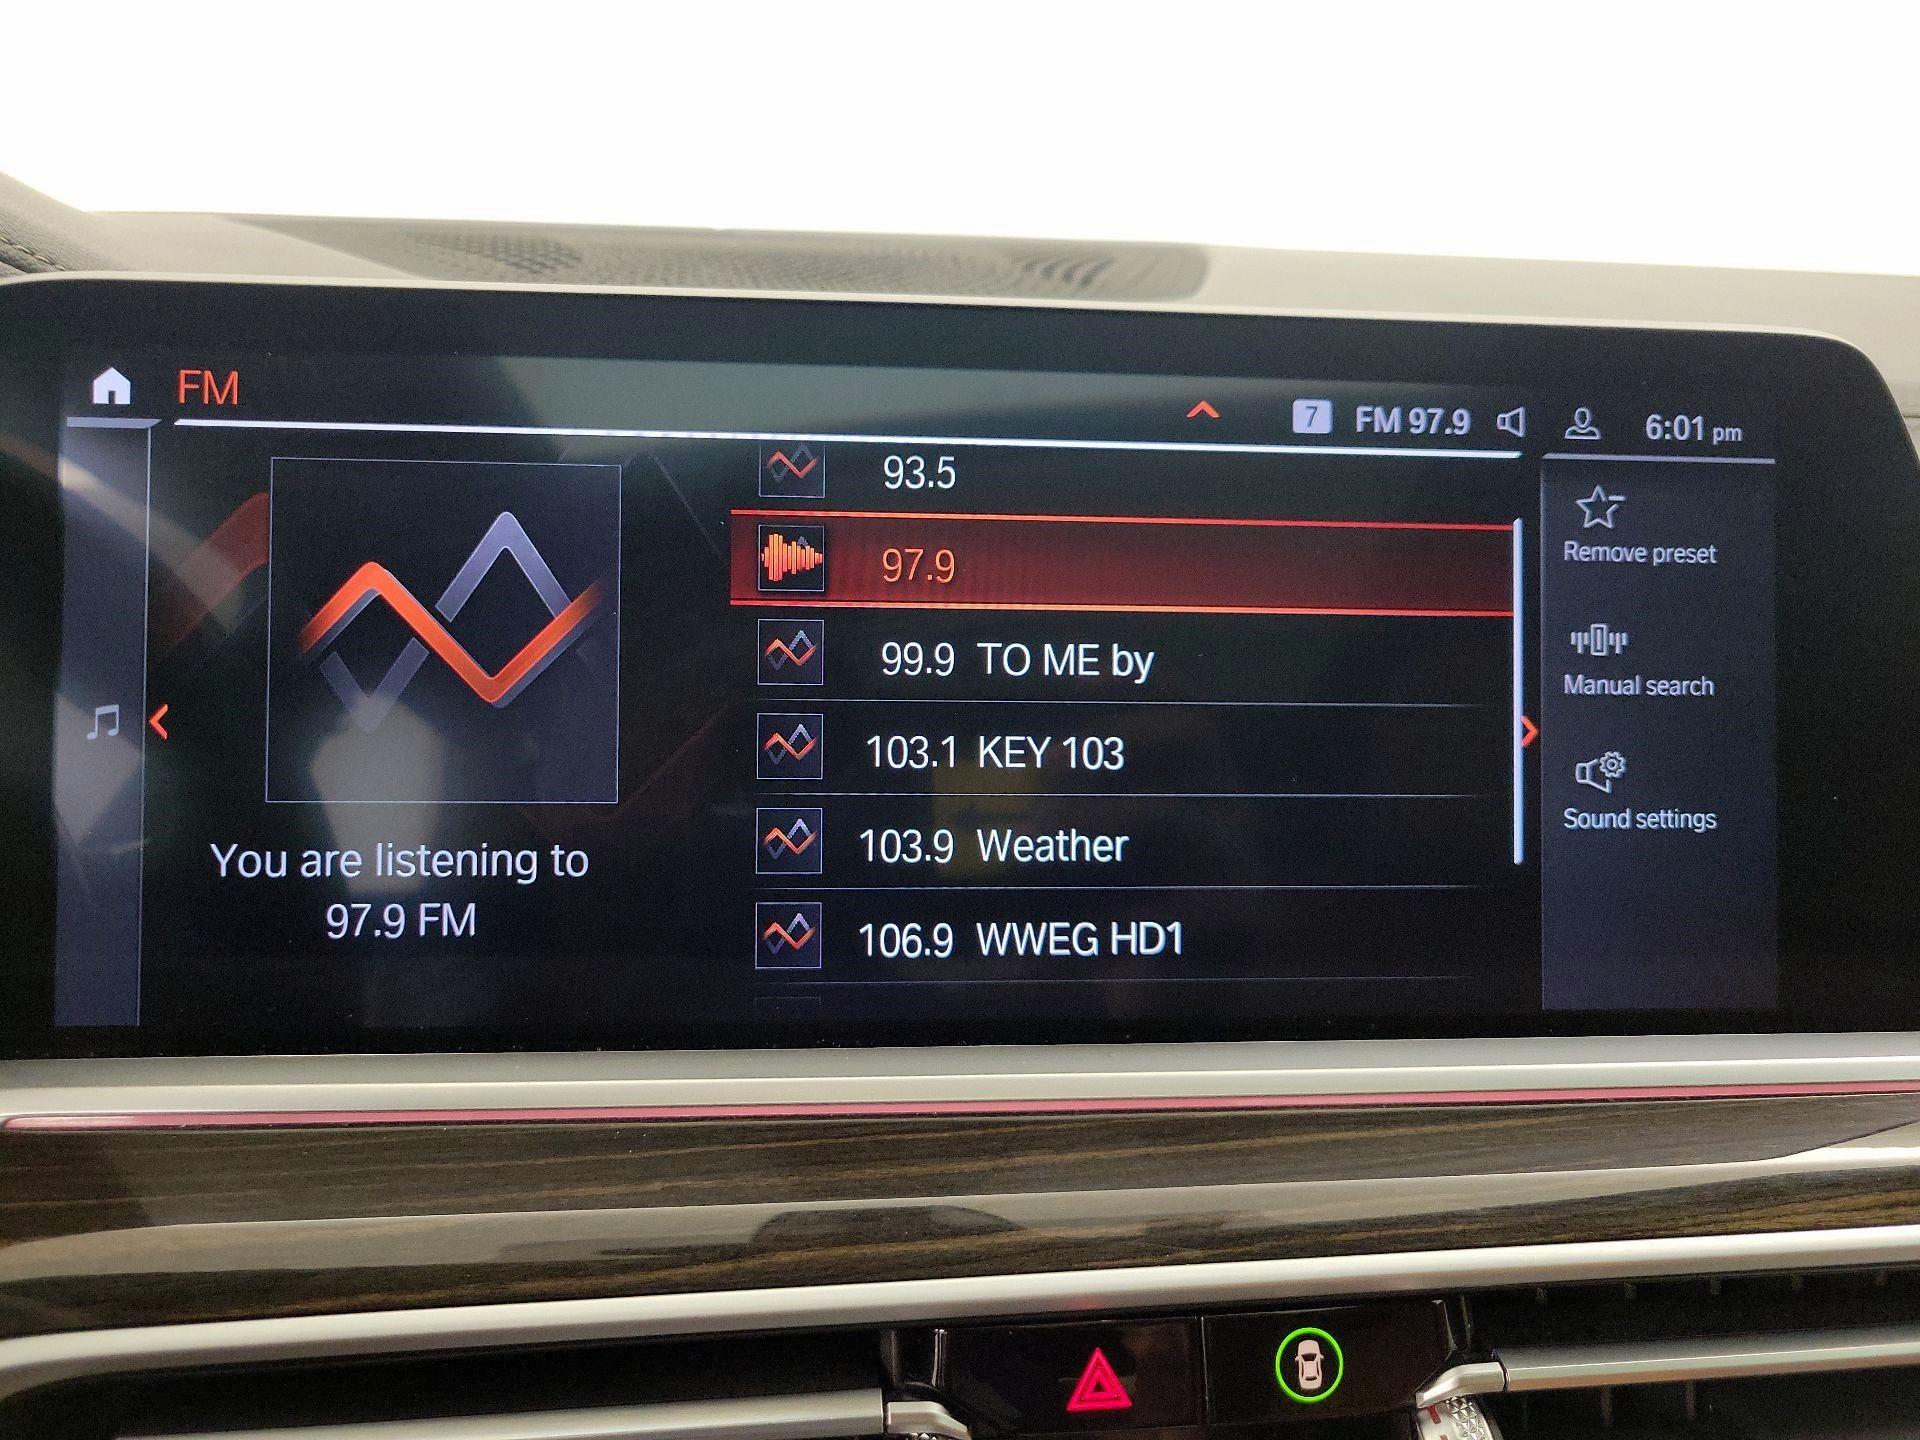 FM
7 FM 97.9 6:01 pm
93.5
97.9
99.9 TO ME by
103.1 KEY 103
103.9 Weather
106.9 WWEG HD1
You are listening to
97.9 FM
Remove preset
Manual search
Sound settings